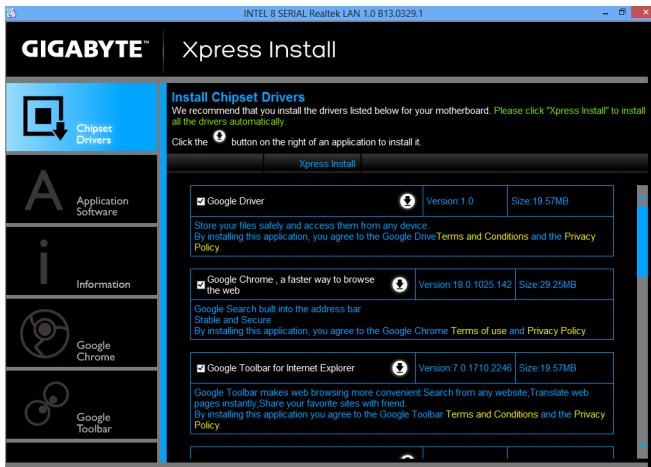 INTEL 8 SERIAL Realtek LAN 1.0 B13.0329.1
GIGABYTE™
Xpress Install
Chipset
Drivers
Application
Software
Information
Google
Chrome
Google
Toolbar
Install Chipset Drivers
We recommend that you install the drivers listed below for your motherboard. Please click "Xpress Install" to install
all the drivers automatically.
Click the button on the right of an application to install it.
Xpress Install
Google Driver Version:1.0 Size:19.57MB
Store your files safely and access them from any device.
By installing this application, you agree to the Google DriveTerms and Conditions and the Privacy
Policy.
Google Chrome , a faster way to browse
the web Version:18.0.1025.142 Size:29.25MB
Google Search built into the address bar
Stable and Secure
By installing this application, you agree to the Google Chrome Terms of use and Privacy Policy
Google Toolbar for Internet Explorer Version:7.0.1710.2246 Size:19.57MB
Google Toolbar makes web browsing more convenient.Search from any website;Translate web
pages instantly;Share your favorite sites with friend.
By installing this application you agree to the Google Toolbar Terms and Conditions and the Privacy
Policy.